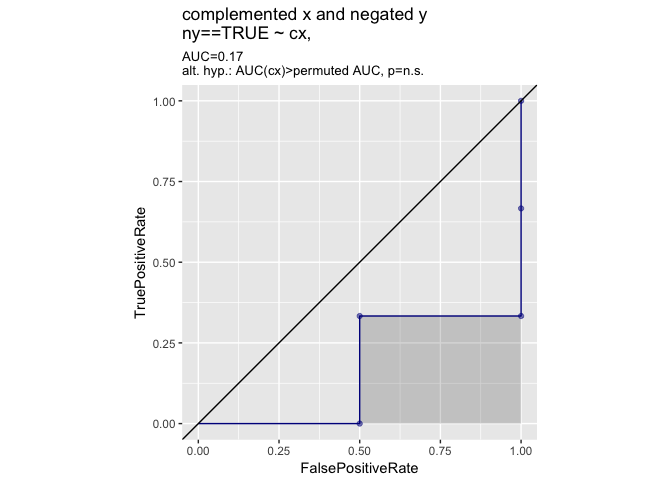 complemented x and negated y
ny==TRUE ~ cx,
AUC=0.17
alt. hyp.: AUC(cx)>permuted AUC, p=n.s.
1.00
0.75
0.50
0.25
0.00
TruePositiveRate
0.00 0.25 0.50 0.75 1.00
FalsePositiveRate